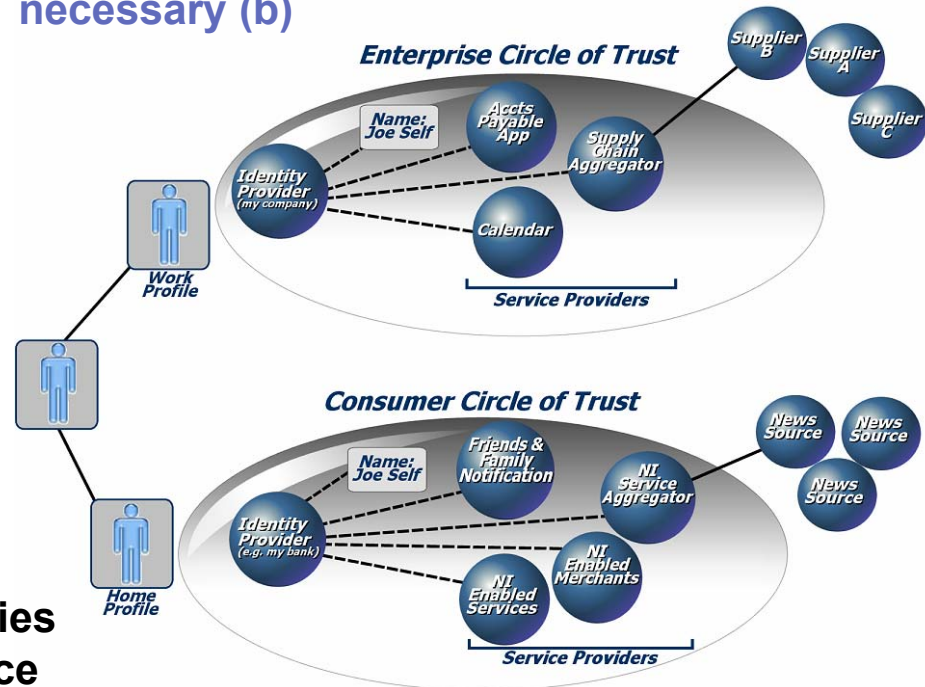 necessary (b)
Enterprise Circle of Trust
Supplier
B
Supplier
A
Supplier
C
Name:
Joe Self
Accts
Payable
App
Supply
Chain
Aggregator
Identity
Provider
(my company)
Calendar
Work
Profile
Service Providers
Consumer Circle of Trust
News
Source
News
Source
News
Source
Name:
Joe Self
Friends &
Family
Notification
NI
Service
Aggregator
Identity
Provider
(e.g. my bank)
NI
Enabled
Merchants
NI
Enabled
Services
Home
Profile
Service Providers
ies
ce